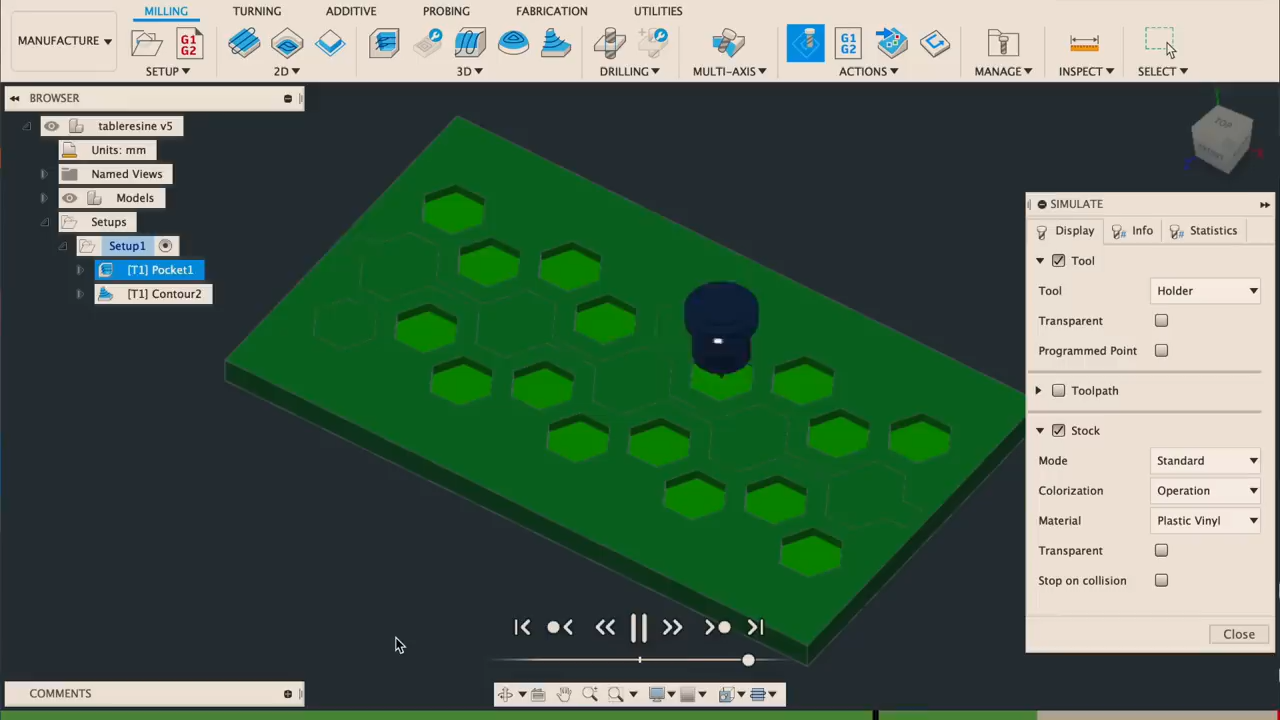 MILLING TURNING ADDITIVE PROBING FABRICATION UTILITIES
MANUFACTURE
G1
G2
G1
G2
SETUP 2D 3D DRILLING MULTI-AXIS ACTIONS MANAGE INSPECT SELECT
BROWSER
tableresine v5
Units: mm
Named Views
Models
Setups
Setup1
[T1] Pocket1
[T1] Contour2
TOP
SIMULATE
Display Info Statistics
Tool
Tool Holder
Transparent
Programmed Point
Toolpath
Stock
Mode Standard
Colorization Operation
Material Plastic Vinyl
Transparent
Stop on collision
Close
COMMENTS